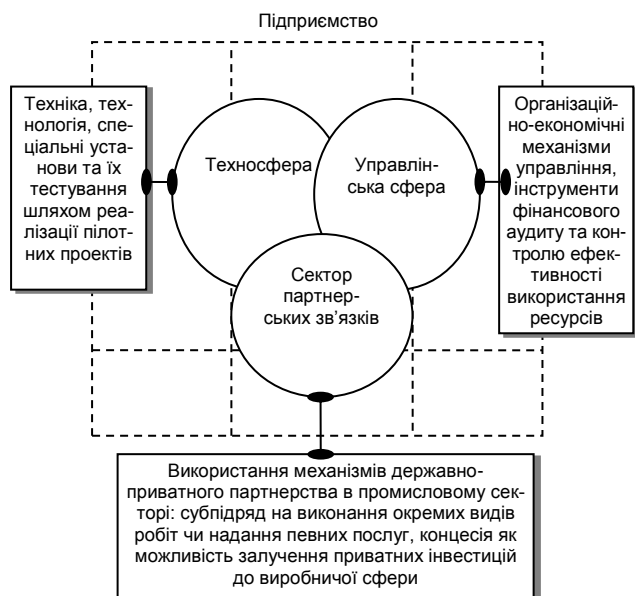 Підприємство
Техніка, тех-
нологія, спе-
ціальні уста-
нови та їх
тестування
шляхом реа-
лізації пілот-
них проектів
Техносфера
Управлін-
ська сфера
Сектор
партнер-
ських зв’язків
Організацій-
но-економічні
механізми
управління,
інструменти
фінансового
аудиту та кон-
тролю ефек-
тивності
використання
ресурсів
Використання механізмів державно-
приватного партнерства в промисловому сек-
торі: субпідряд на виконання окремих видів
робіт чи надання певних послуг, концесія як
можливість залучення приватних інвестицій
до виробничої сфери